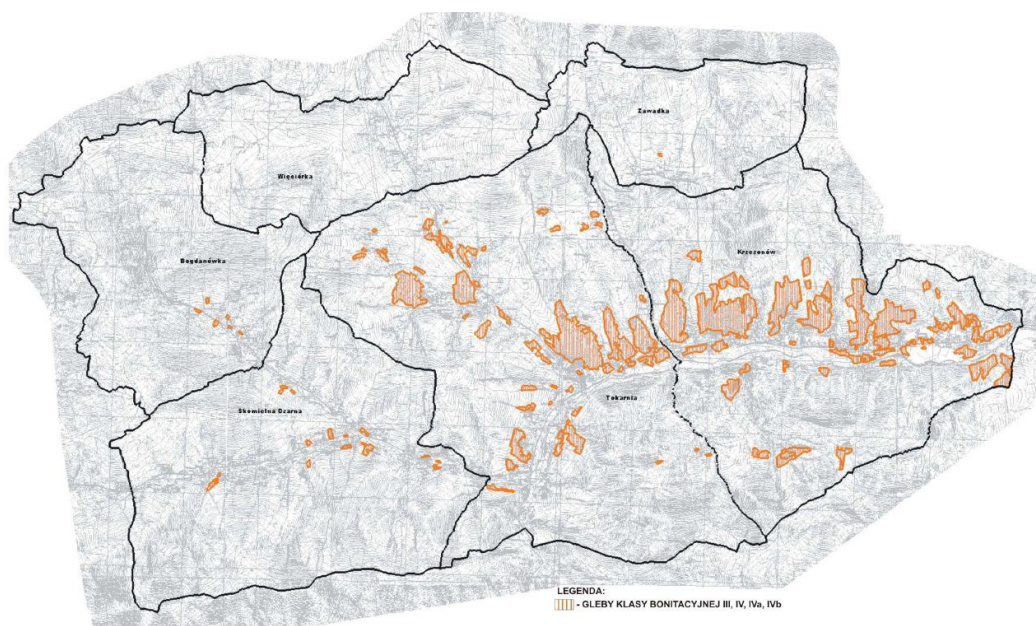 Zawadka
Więciórka
Krzczonów
Bogdanówka
Tokarnia
Skomielna Czarna
LEGENDA:
- GLEBY KLASY BONITACYJNEJ III, IV, IVa, IVb